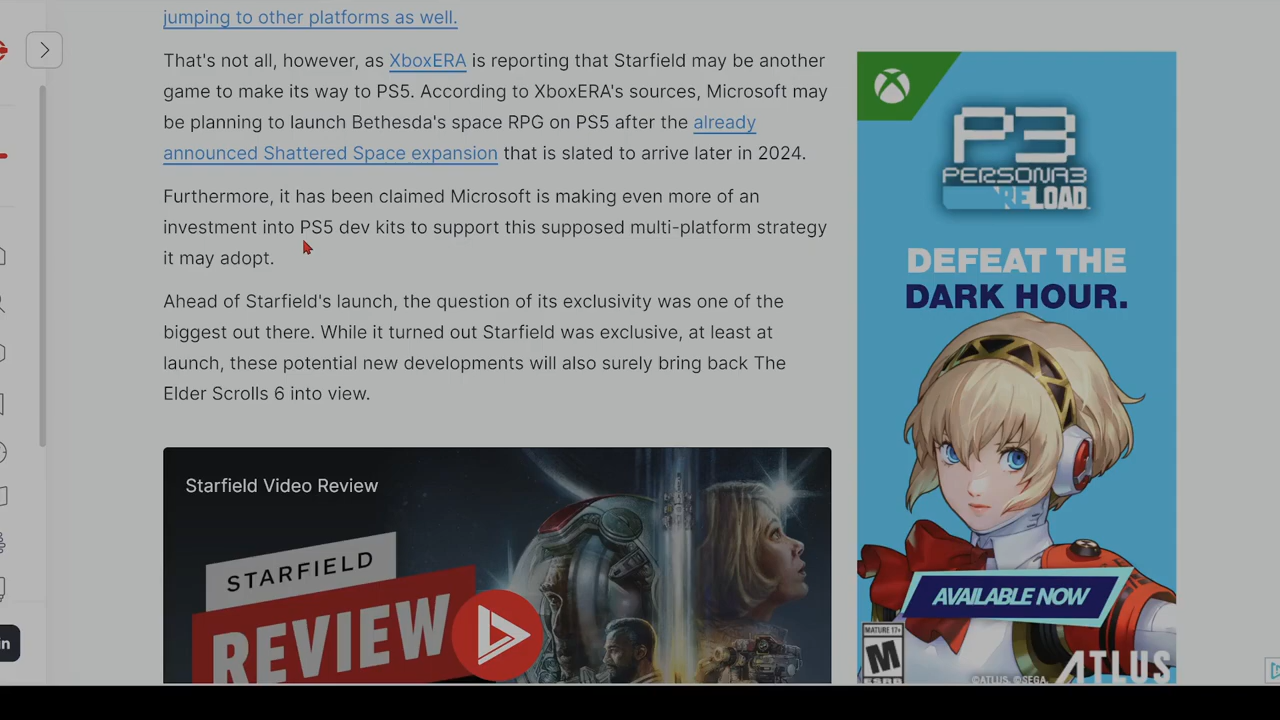 jumping to other platforms as well.
That's not all, however, as XboxERA is reporting that Starfield may be another
game to make its way to PS5. According to XboxERA's sources, Microsoft may
be planning to launch Bethesda's space RPG on PS5 after the already
announced Shattered Space expansion that is slated to arrive later in 2024.
Furthermore, it has been claimed Microsoft is making even more of an
investment into PS5 dev kits to support this supposed multi-platform strategy
it may adopt.
Ahead of Starfield's launch, the question of its exclusivity was one of the
biggest out there. While it turned out Starfield was exclusive, at least at
launch, these potential new developments will also surely bring back The
Elder Scrolls 6 into view.
Starfield Video Review
STARFIELD
REVIEW
in
P3
PERSONA3
RELOAD
DEFEAT THE
DARK HOUR.
AVAILABLE NOW
MATURE 17+
M
ESRB
ATLUS
©ATLUS. ©SEGA.